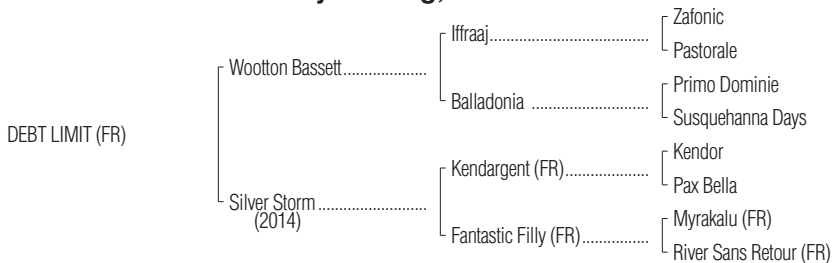 Zafonic
Iffraaj
Pastorale
Wootton Bassett
Primo Dominie
Balladonia
Susquehanna Days
DEBT LIMIT (FR)
Kendor
Kendargent (FR)
Pax Bella
Silver Storm
(2014)
Myrakalu (FR)
Fantastic Filly (FR)
River Sans Retour (FR)